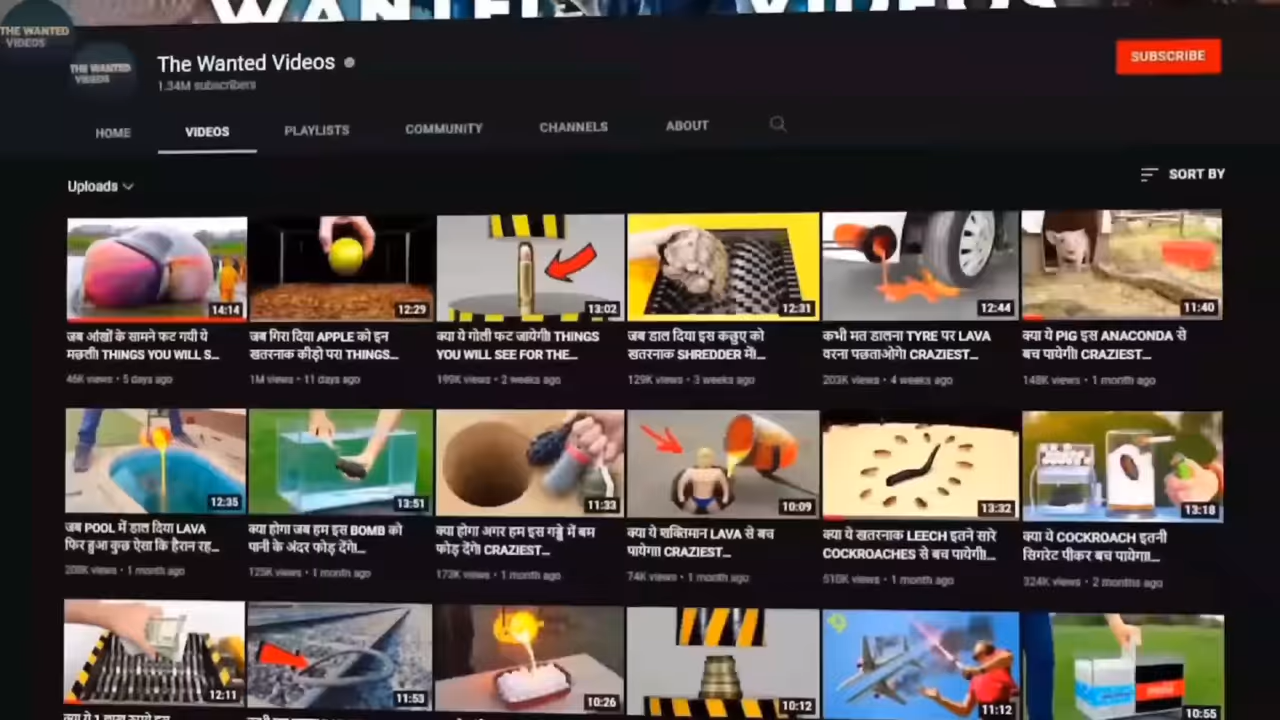 THE WANTED
VIDEOS
THE WANTED
VIDEOS
The Wanted Videos
1.34M subscribers
SUBSCRIBE
HOME
VIDEOS
PLAYLISTS
COMMUNITY
CHANNELS
ABOUT
Uploads
SORT BY
14:14
12:29
13:02
12:31
12:44
11:40
जब आंखों के सामने फट गयी ये
मछली! THINGS YOU WILL S...
46K views • 5 days ago
जब गिरा दिया APPLE को इन
खतरनाक कीड़ो पर! THINGS...
1M views • 11 days ago
क्या ये गोली फट जायेगी! THINGS
YOU WILL SEE FOR THE...
199K views • 2 weeks ago
जब डाल दिया इस कछुए को
खतरनाक SHREDDER में!...
129K views • 3 weeks ago
कभी मत डालना TYRE पर LAVA
वरना पछताओगे! CRAZIEST...
203K views • 4 weeks ago
क्या ये PIG इस ANACONDA से
बच पायेगी! CRAZIEST...
148K views • 1 month ago
12:35
13:51
11:33
10:09
13:32
13:18
जब POOL में डाल दिया LAVA
फिर हुआ कुछ ऐसा कि हैरान रह...
views • 1 month ago
क्या होगा जब हम इस BOMB को
पानी के अंदर फोड़ देंगे!...
125K views • 1 month ago
क्या होगा अगर हम इस गड्ढे में बम
फोड़ दें! CRAZIEST...
173K views • 1 month ago
क्या ये शक्तिमान LAVA से बच
पायेगा! CRAZIEST...
74K views • 1 month ago
क्या ये खतरनाक LEECH इतने सारे
COCKROACHES से बच पायेगी!...
510K views • 1 month ago
क्या ये COCKROACH इतनी
सिगरेट पीकर बच पायेगा!...
324K views • 2 months ago
12:11
11:53
10:26
10:12
11:12
10:55